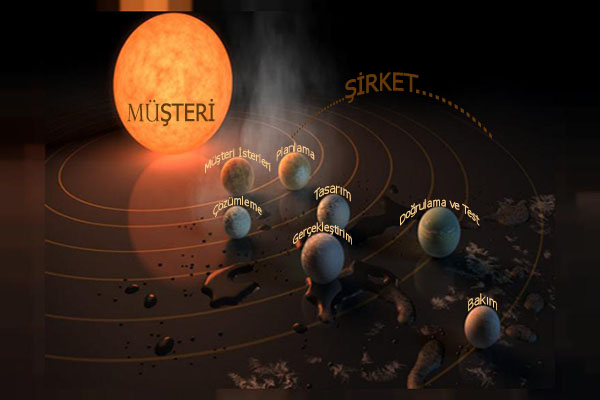 MÜŞTERİ
ŞİRKET........
Müşteri İsterleri
Planlama
Çözümleme
Tasarım
Gerçekleştirim
Doğrulama ve Test
Bakım